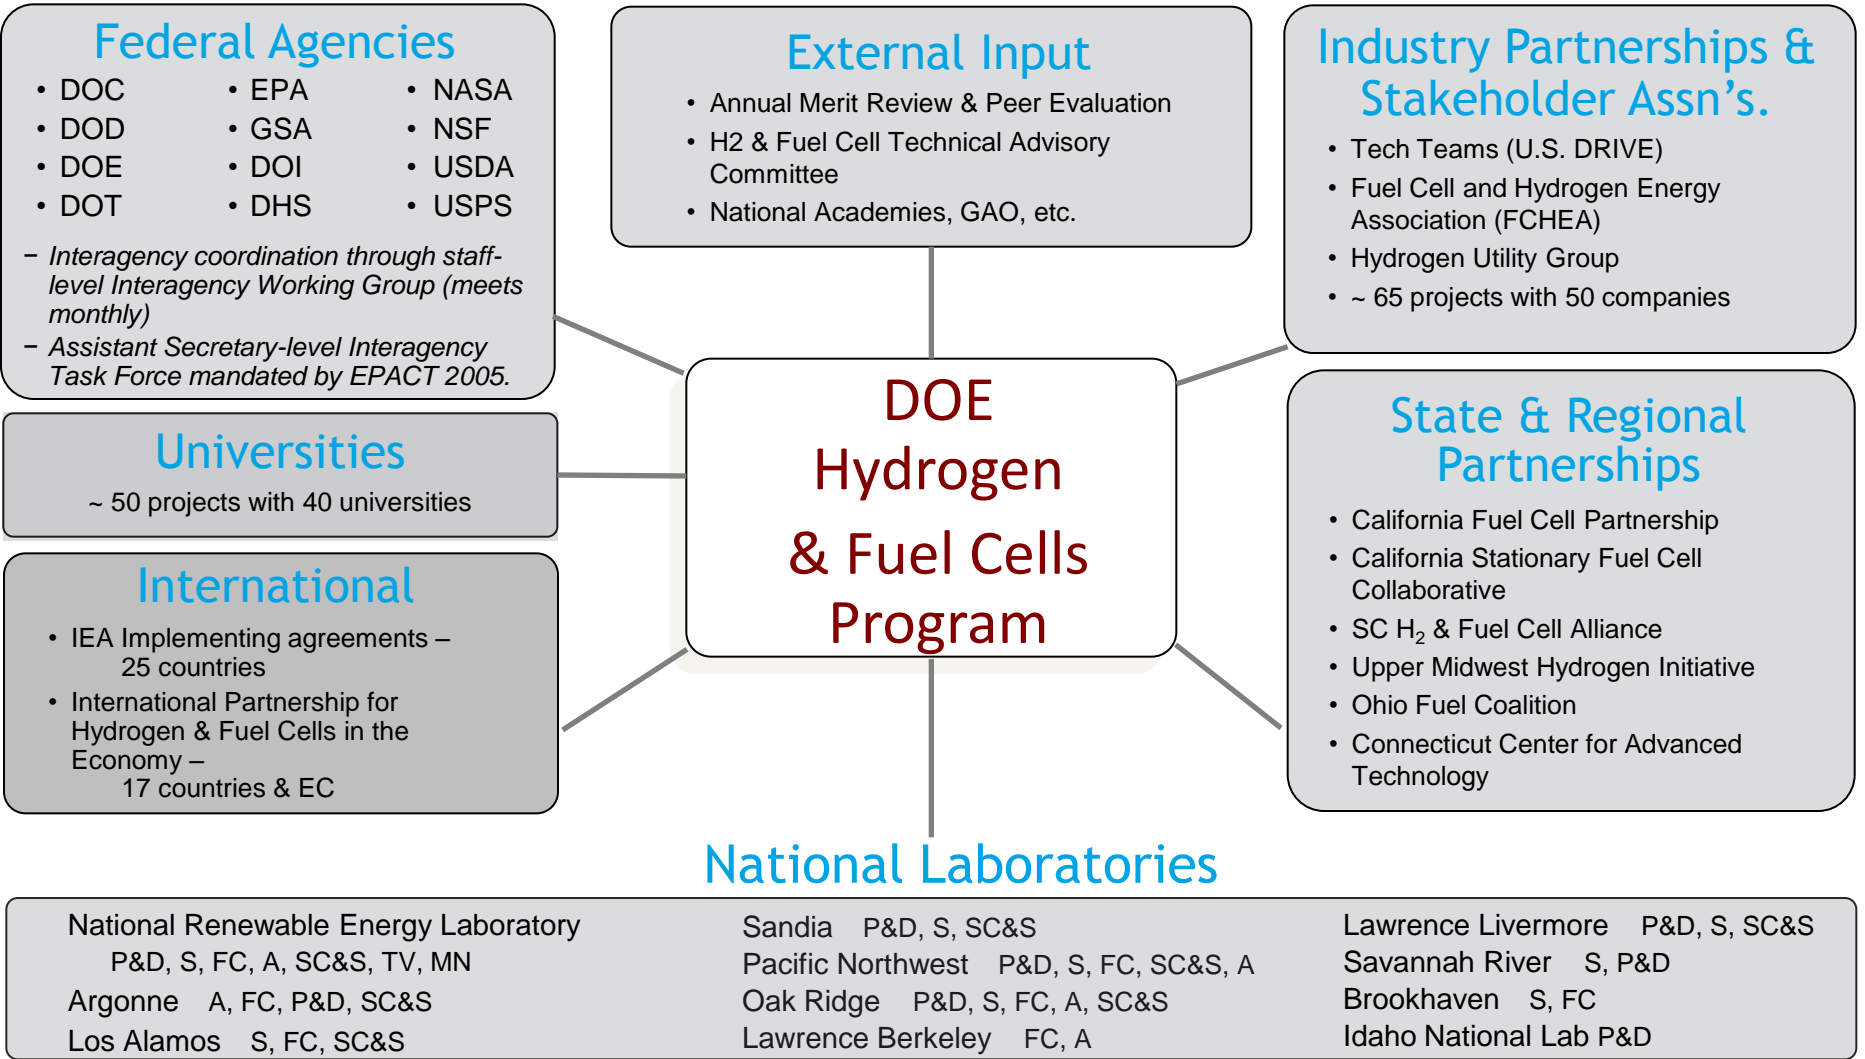 Federal Agencies
• DOC • EPA • NASA
• DOD • GSA • NSF
• DOE • DOI • USDA
• DOT • DHS • USPS
– Interagency coordination through staff-
level Interagency Working Group (meets
monthly)
– Assistant Secretary-level Interagency
Task Force mandated by EPACT 2005.
External Input
• Annual Merit Review & Peer Evaluation
• H2 & Fuel Cell Technical Advisory
Committee
• National Academies, GAO, etc.
Industry Partnerships &
Stakeholder Assn’s.
• Tech Teams (U.S. DRIVE)
• Fuel Cell and Hydrogen Energy
Association (FCHEA)
• Hydrogen Utility Group
• ~ 65 projects with 50 companies
Universities
~ 50 projects with 40 universities
DOE
Hydrogen
& Fuel Cells
Program
State & Regional
Partnerships
• California Fuel Cell Partnership
• California Stationary Fuel Cell
Collaborative
• SC H₂ & Fuel Cell Alliance
• Upper Midwest Hydrogen Initiative
• Ohio Fuel Coalition
• Connecticut Center for Advanced
Technology
International
• IEA Implementing agreements –
25 countries
• International Partnership for
Hydrogen & Fuel Cells in the
Economy –
17 countries & EC
National Laboratories
National Renewable Energy Laboratory
P&D, S, FC, A, SC&S, TV, MN
Argonne A, FC, P&D, SC&S
Los Alamos S, FC, SC&S
Sandia P&D, S, SC&S
Pacific Northwest P&D, S, FC, SC&S, A
Oak Ridge P&D, S, FC, A, SC&S
Lawrence Berkeley FC, A
Lawrence Livermore P&D, S, SC&S
Savannah River S, P&D
Brookhaven S, FC
Idaho National Lab P&D